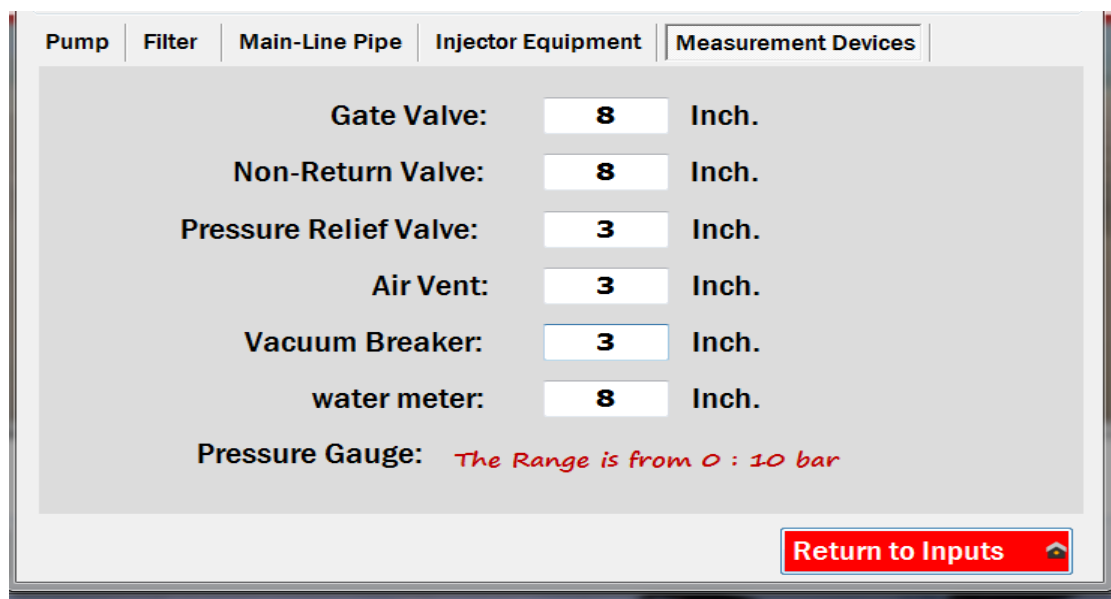 Pump Filter Main-Line Pipe Injector Equipment Measurement Devices
Gate Valve: 8 Inch.
Non-Return Valve: 8 Inch.
Pressure Relief Valve: 3 Inch.
Air Vent: 3 Inch.
Vacuum Breaker: 3 Inch.
water meter: 8 Inch.
Pressure Gauge: The Range is from 0 : 10 bar
Return to Inputs